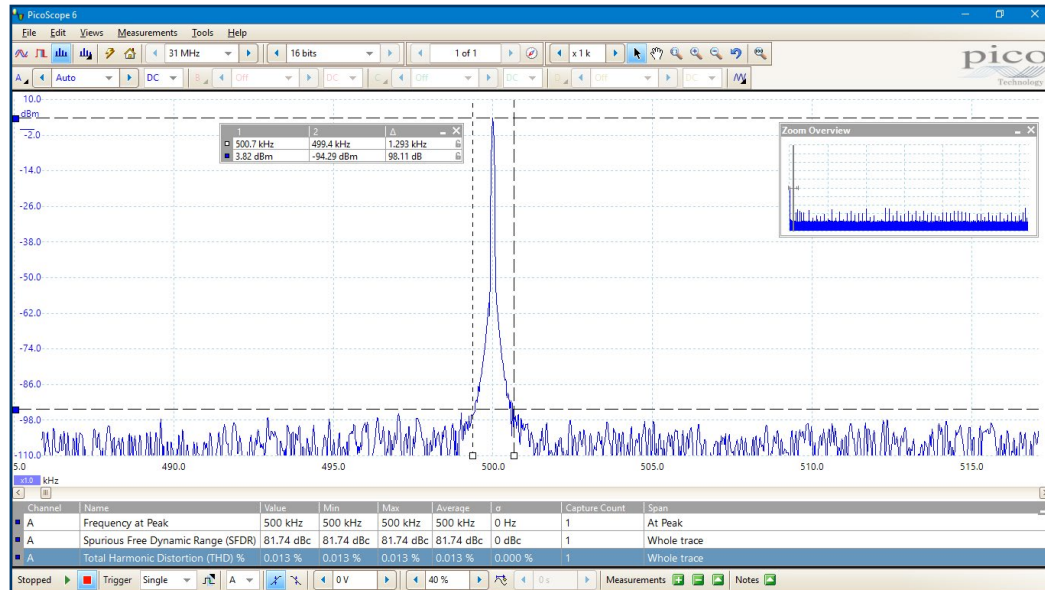 PicoScope 6
File Edit Views Measurements Tools Help
31 MHz 16 bits 1 of 1 x 1 k
pico
Technology
A Auto DC B Off DC C Off DC D Off DC
10.0
dBm
-2.0
-14.0
-26.0
-38.0
-50.0
-62.0
-74.0
-86.0
-98.0
-110.0
1 2 Δ
500.7 kHz 499.4 kHz 1.293 kHz
3.82 dBm -94.29 dBm 98.11 dB
Zoom Overview
5.0 490.0 495.0 500.0 505.0 510.0 515.0
x1.0 kHz
Channel Name Value Min Max Average σ Capture Count Span
A Frequency at Peak 500 kHz 500 kHz 500 kHz 500 kHz 0 Hz 1 At Peak
A Spurious Free Dynamic Range (SFDR) 81.74 dBc 81.74 dBc 81.74 dBc 81.74 dBc 0 dBc 1 Whole trace
A Total Harmonic Distortion (THD) % 0.013 % 0.013 % 0.013 % 0.013 % 0.000 % 1 Whole trace
Stopped Trigger Single A 0 V 40 % 0 s Measurements Notes